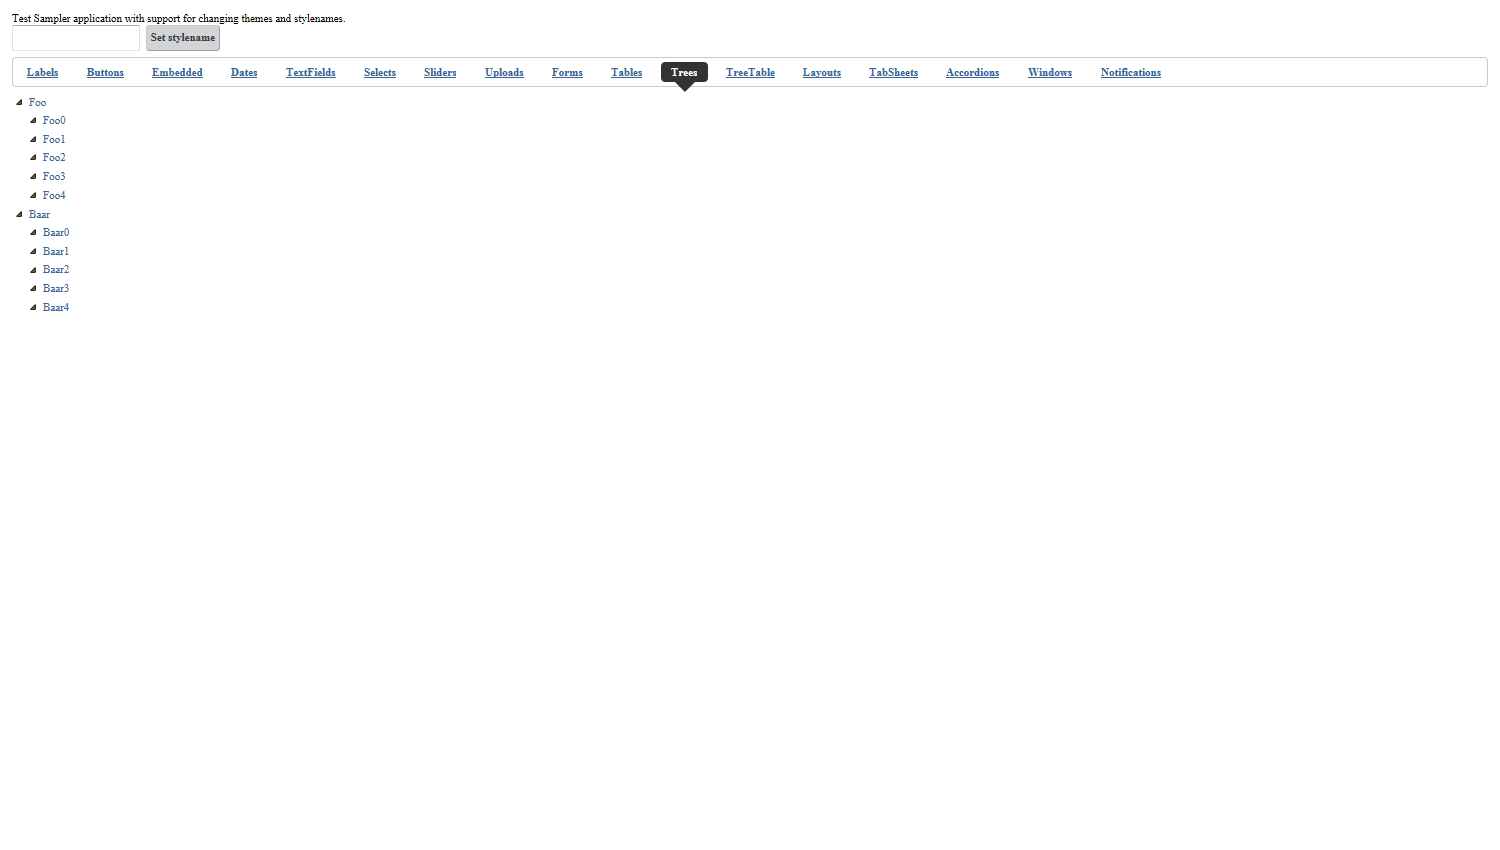 Test Sampler application with support for changing themes and stylenames.
Set stylename
Labels Buttons Embedded Dates TextFields Selects Sliders Uploads Forms Tables Trees TreeTable Layouts TabSheets Accordions Windows Notifications
Foo
Foo0
Foo1
Foo2
Foo3
Foo4
Baar
Baar0
Baar1
Baar2
Baar3
Baar4